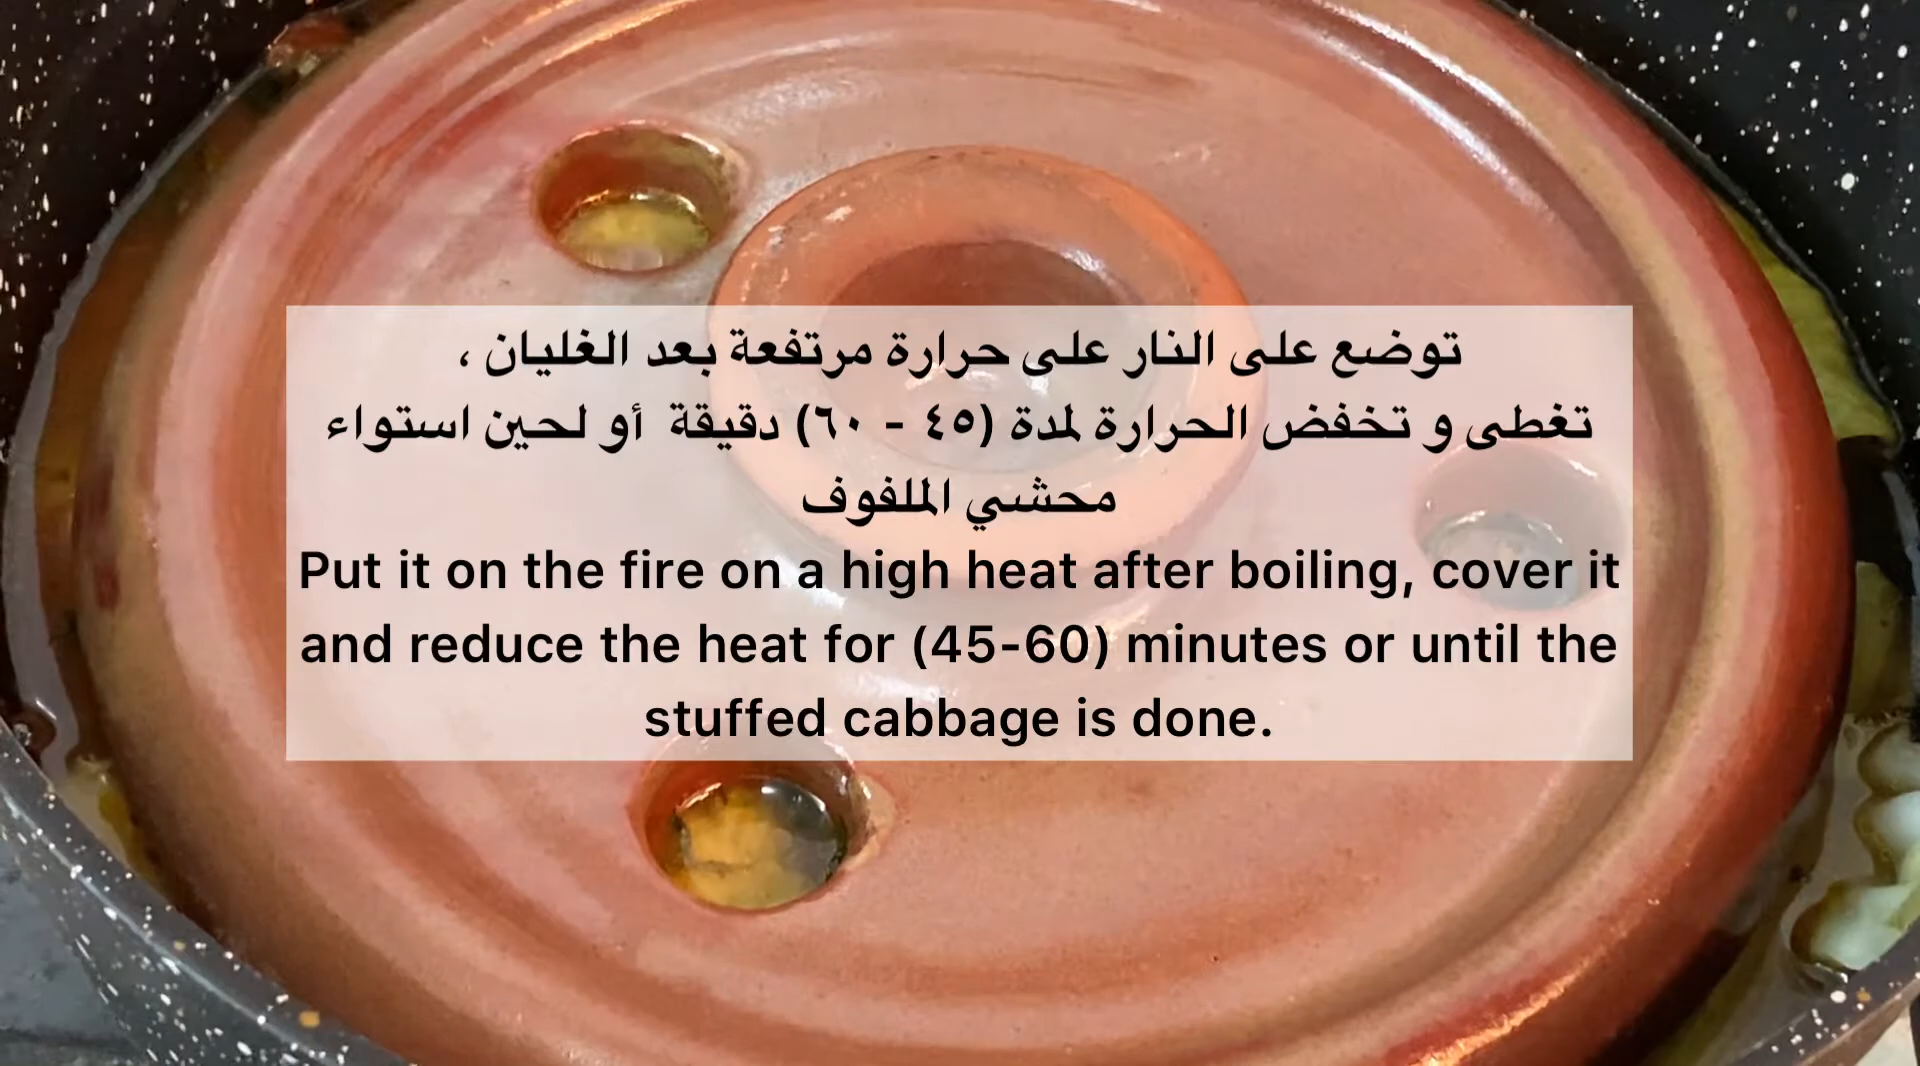 توضع على النار على حرارة مرتفعة بعد الغليان ،
تغطى و تخفض الحرارة لمدة (٤٥ - ٦٠) دقيقة أو لحين استواء
محشي الملفوف
Put it on the fire on a high heat after boiling, cover it
and reduce the heat for (45-60) minutes or until the
stuffed cabbage is done.